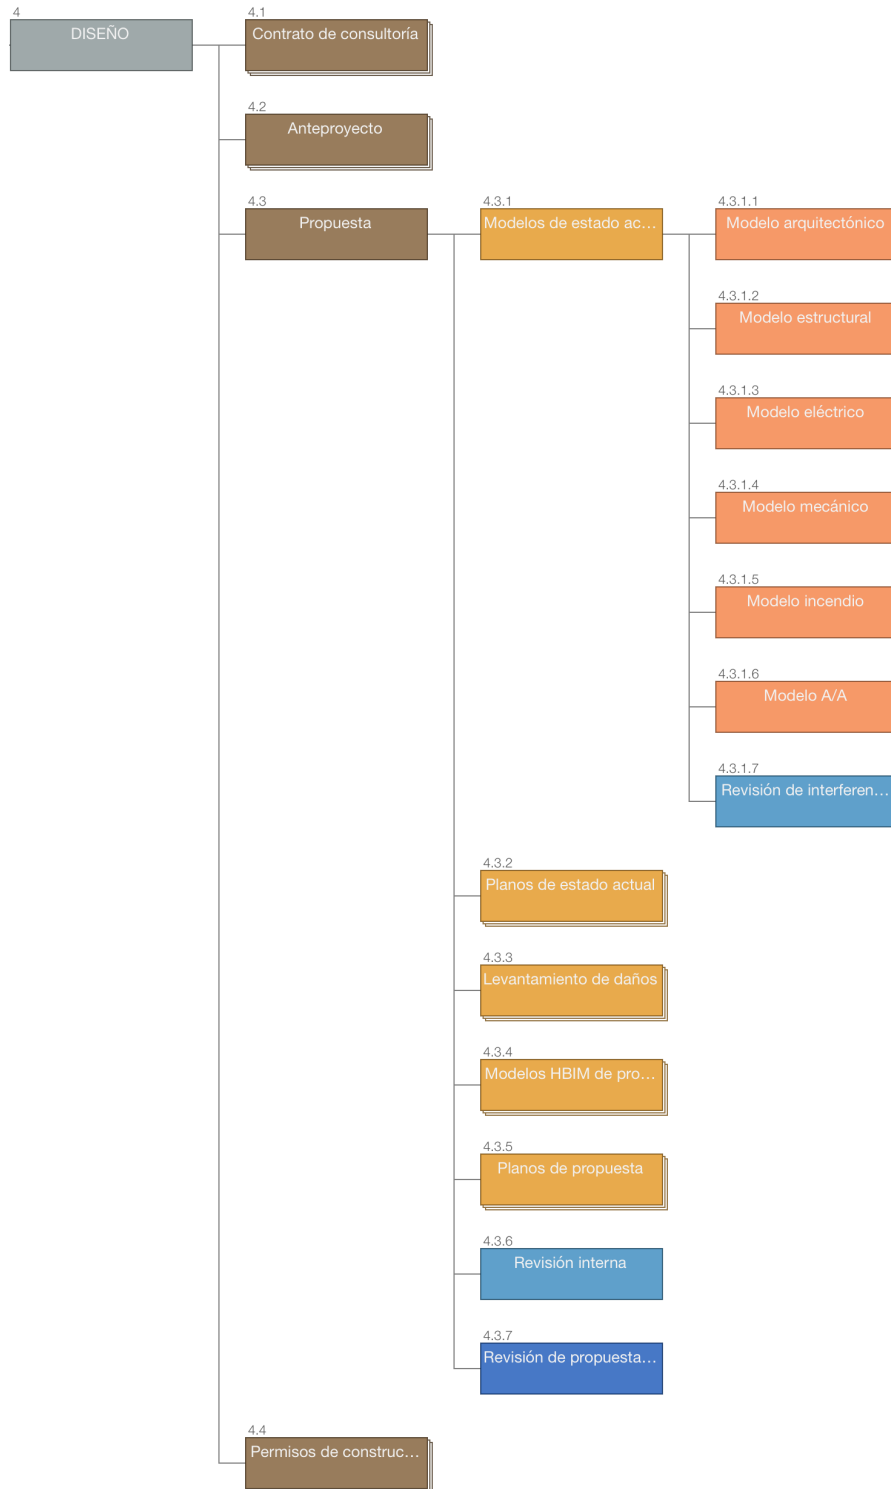 4
DISEÑO
4.1
Contrato de consultoría
4.2
Anteproyecto
4.3
Propuesta
4.3.1
Modelos de estado ac...
4.3.1.1
Modelo arquitectónico
4.3.1.2
Modelo estructural
4.3.1.3
Modelo eléctrico
4.3.1.4
Modelo mecánico
4.3.1.5
Modelo incendio
4.3.1.6
Modelo A/A
4.3.1.7
Revisión de interferen...
4.3.2
Planos de estado actual
4.3.3
Levantamiento de daños
4.3.4
Modelos HBIM de pro...
4.3.5
Planos de propuesta
4.3.6
Revisión interna
4.3.7
Revisión de propuesta...
4.4
Permisos de construc...